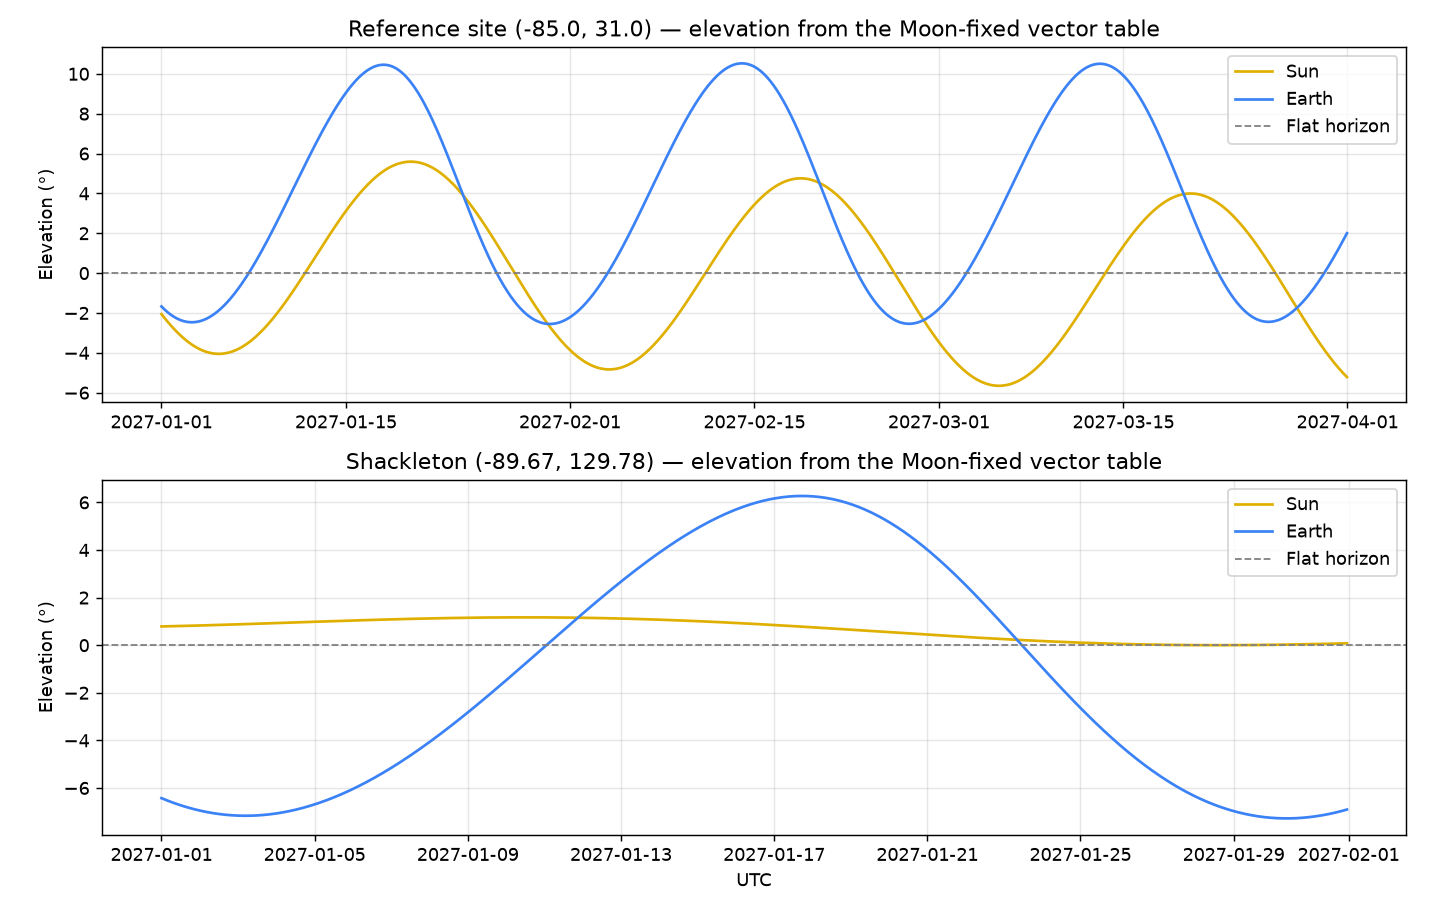 Reference site (-85.0, 31.0) — elevation from the Moon-fixed vector table
Elevation (°)
10
8
6
4
2
0
−2
−4
−6
Sun
Earth
Flat horizon
2027-01-01 2027-01-15 2027-02-01 2027-02-15 2027-03-01 2027-03-15 2027-04-01
Shackleton (-89.67, 129.78) — elevation from the Moon-fixed vector table
Elevation (°)
6
4
2
0
−2
−4
−6
Sun
Earth
Flat horizon
2027-01-01 2027-01-05 2027-01-09 2027-01-13 2027-01-17 2027-01-21 2027-01-25 2027-01-29 2027-02-01
UTC